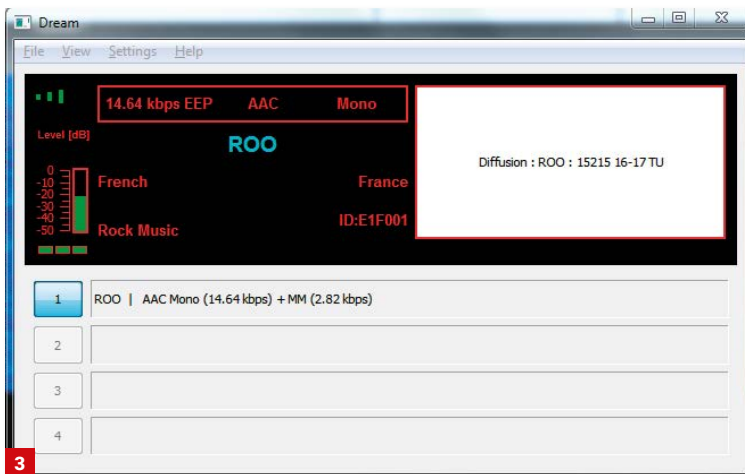 Dream
File View Settings Help
14.64 kbps EEP AAC Mono
Level [dB]
ROO
Diffusion : ROO : 15215 16-17 TU
0
-10
-20
-30
-40
-50
French France
ID:E1F001
Rock Music
1 ROO | AAC Mono (14.64 kbps) + MM (2.82 kbps)
2
3
4
3